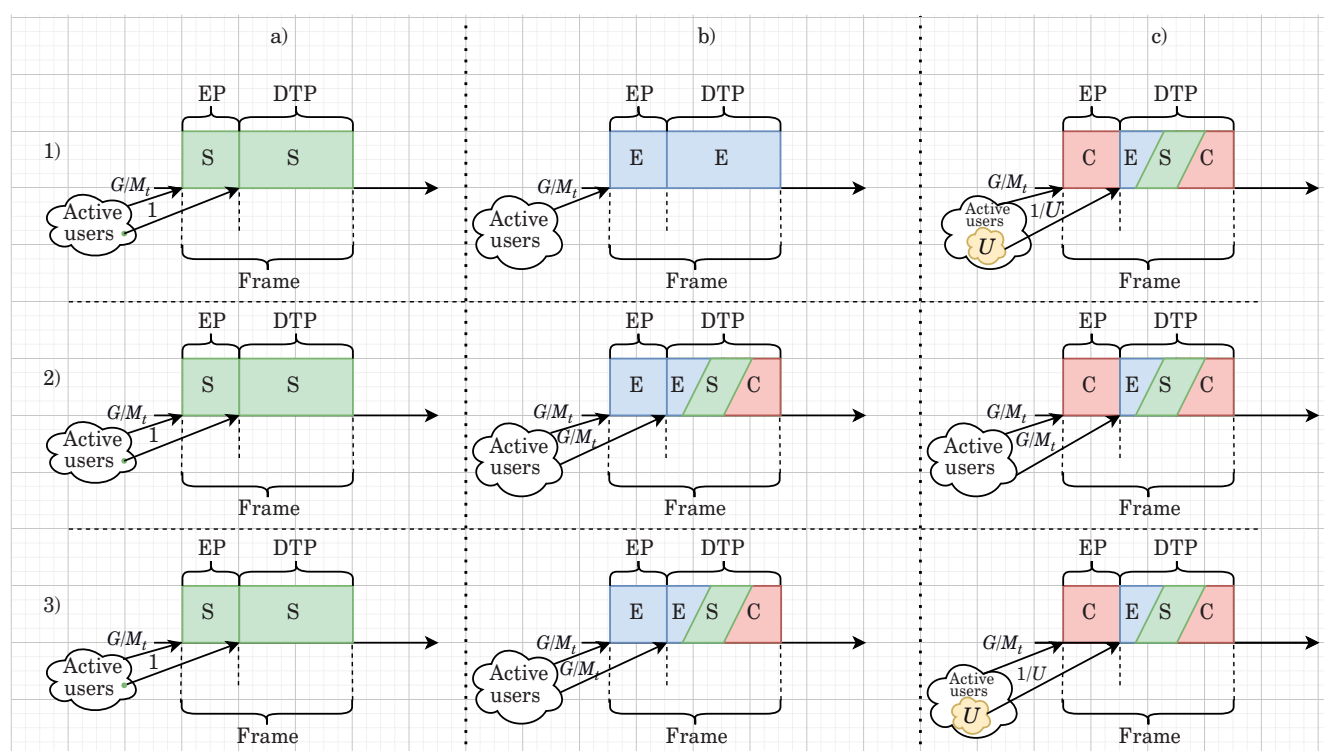 a) b) c)
EP DTP EP DTP EP DTP
1) S S E E C E S C
G/M_t G/M_t G/M_t
Active 1 Active Active 1/U
users users users
U
Frame Frame Frame
EP DTP EP DTP EP DTP
2) S S E E S C C E S C
G/M_t G/M_t G/M_t
Active 1 Active G/M_t Active G/M_t
users users users
Frame Frame Frame
EP DTP EP DTP EP DTP
3) S S E E S C C E S C
G/M_t G/M_t G/M_t
Active 1 Active G/M_t Active 1/U
users users users
U
Frame Frame Frame